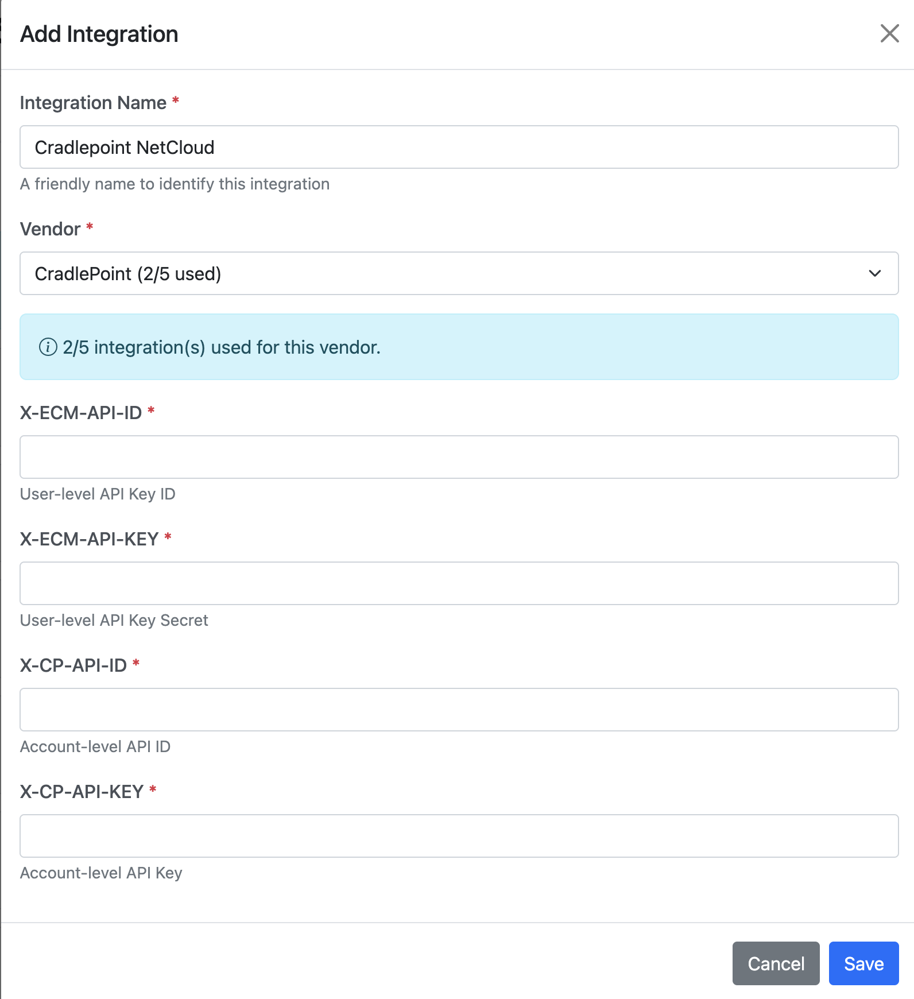 Add Integration
Integration Name *
Cradlepoint NetCloud
A friendly name to identify this integration
Vendor *
CradlePoint (2/5 used)
2/5 integration(s) used for this vendor.
X-ECM-API-ID *
User-level API Key ID
X-ECM-API-KEY *
User-level API Key Secret
X-CP-API-ID *
Account-level API ID
X-CP-API-KEY *
Account-level API Key
Cancel
Save